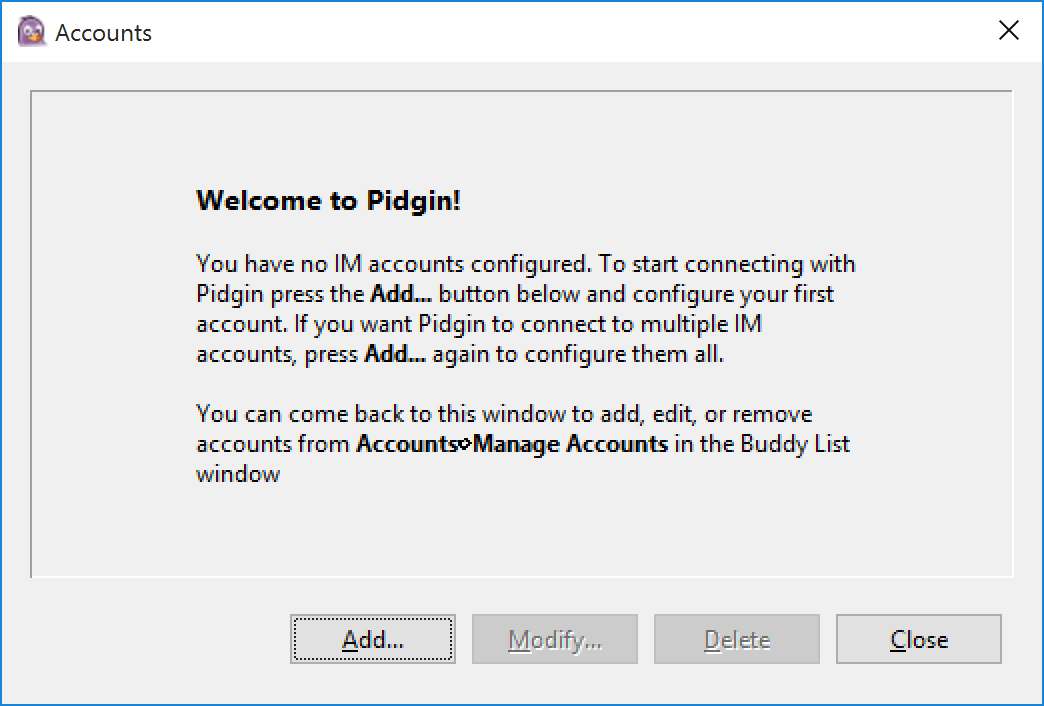 Accounts
Welcome to Pidgin!
You have no IM accounts configured. To start connecting with
Pidgin press the Add... button below and configure your first
account. If you want Pidgin to connect to multiple IM
accounts, press Add... again to configure them all.
You can come back to this window to add, edit, or remove
accounts from Accounts⇨Manage Accounts in the Buddy List
window
Add... Modify... Delete Close